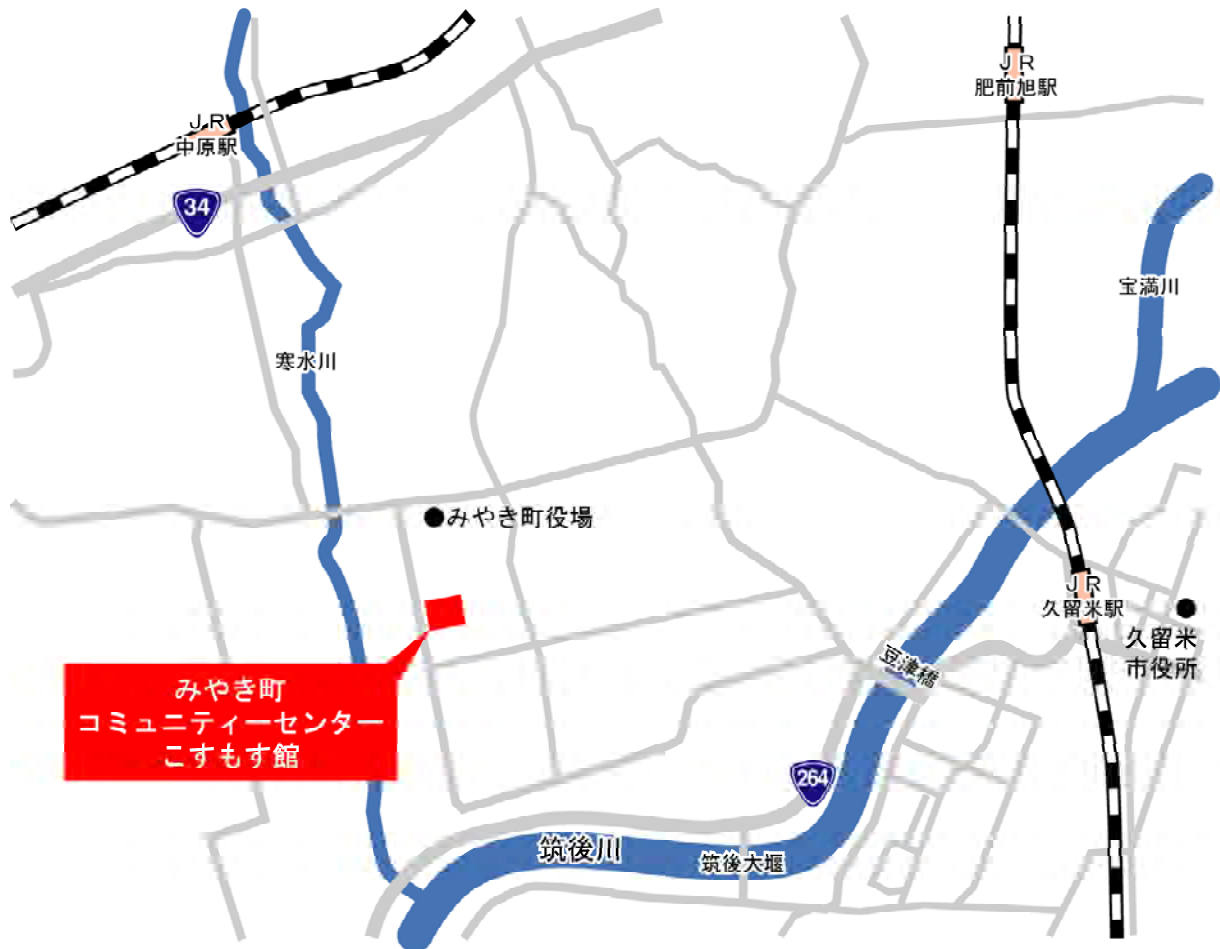 JR
肥前旭駅
JR
中原駅
34
宝満川
寒水川
みやき町役場
JR
久留米駅
久留米
市役所
豆津橋
みやき町
コミュニティーセンター
こすもす館
264
筑後川
筑後大堰